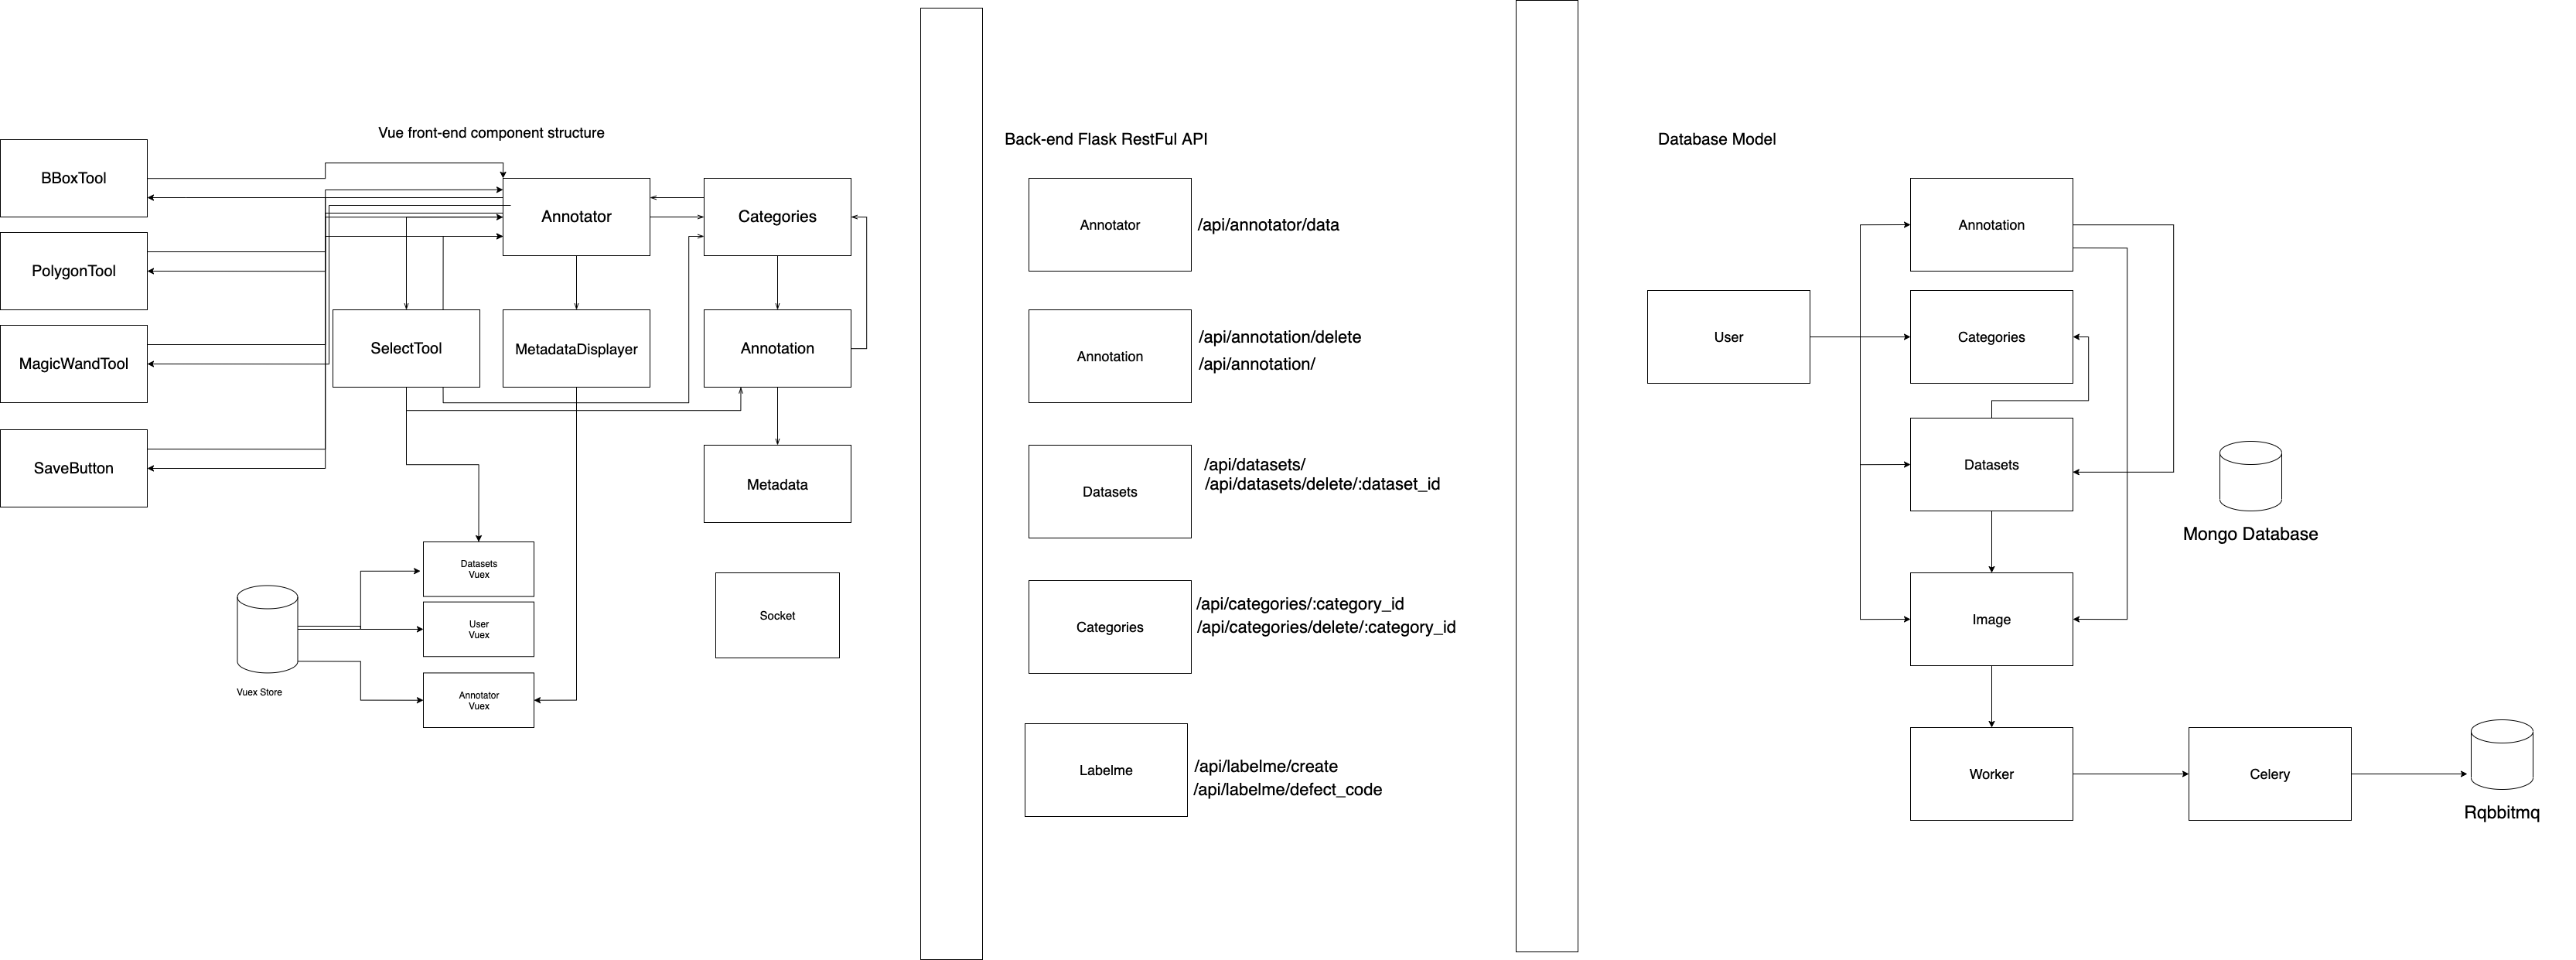 Vue front-end component structure
BBoxTool
PolygonTool
MagicWandTool
SaveButton
Annotator
Categories
SelectTool
MetadataDisplayer
Annotation
Metadata
Datasets
Vuex
User
Vuex
Annotator
Vuex
Vuex Store
Socket
Back-end Flask RestFul API
Annotator
/api/annotator/data
Annotation
/api/annotation/delete
/api/annotation/
Datasets
/api/datasets/
/api/datasets/delete/:dataset_id
Categories
/api/categories/:category_id
/api/categories/delete/:category_id
Labelme
/api/labelme/create
/api/labelme/defect_code
Database Model
User
Annotation
Categories
Datasets
Image
Worker
Celery
Mongo Database
Rqbbitmq